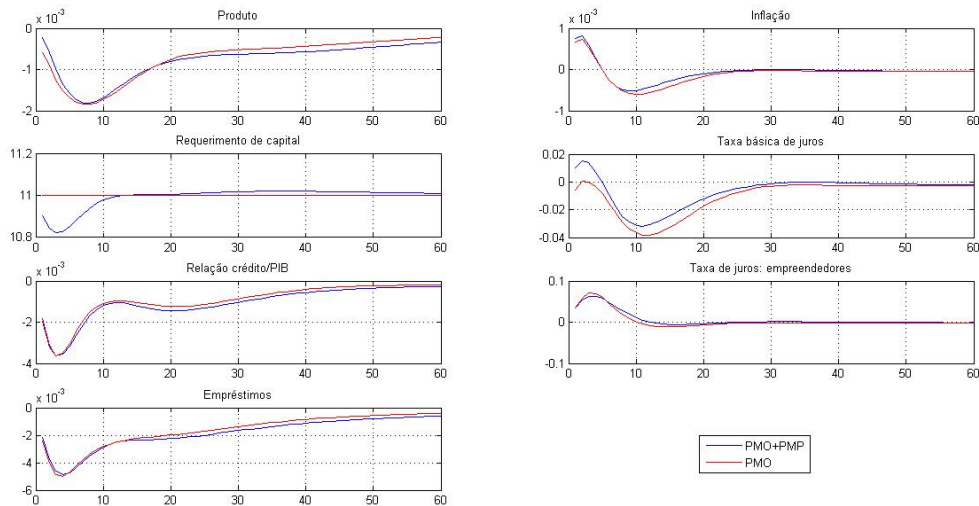 x 10⁻³
Produto
0
-1
-2
0 10 20 30 40 50 60
Requerimento de capital
11.2
11
10.8
0 10 20 30 40 50 60
x 10⁻³
Relação crédito/PIB
0
-2
-4
0 10 20 30 40 50 60
x 10⁻³
Empréstimos
0
-2
-4
-6
0 10 20 30 40 50 60
x 10⁻³
Inflação
1
0
-1
0 10 20 30 40 50 60
Taxa básica de juros
0.02
0
-0.02
-0.04
0 10 20 30 40 50 60
Taxa de juros: empreendedores
0.1
0
-0.1
0 10 20 30 40 50 60
PMO+PMP
PMO